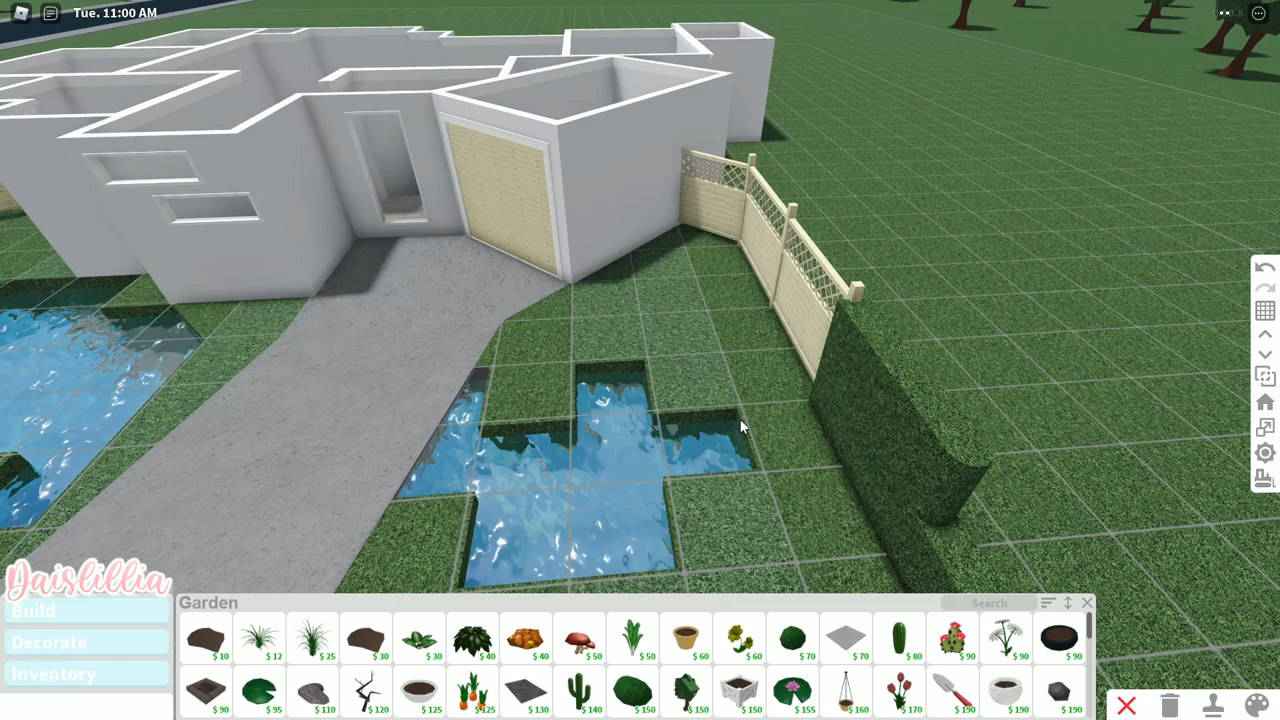 Tue. 11:00 AM
Daisfillia
Build
Decorate
Inventory
Garden
Search
$10 $12 $25 $30 $30 $40 $40 $50 $50 $60 $60 $70 $70 $80 $90 $90 $90
$90 $95 $110 $120 $125 $125 $130 $140 $150 $150 $150 $155 $160 $170 $190 $190 $190